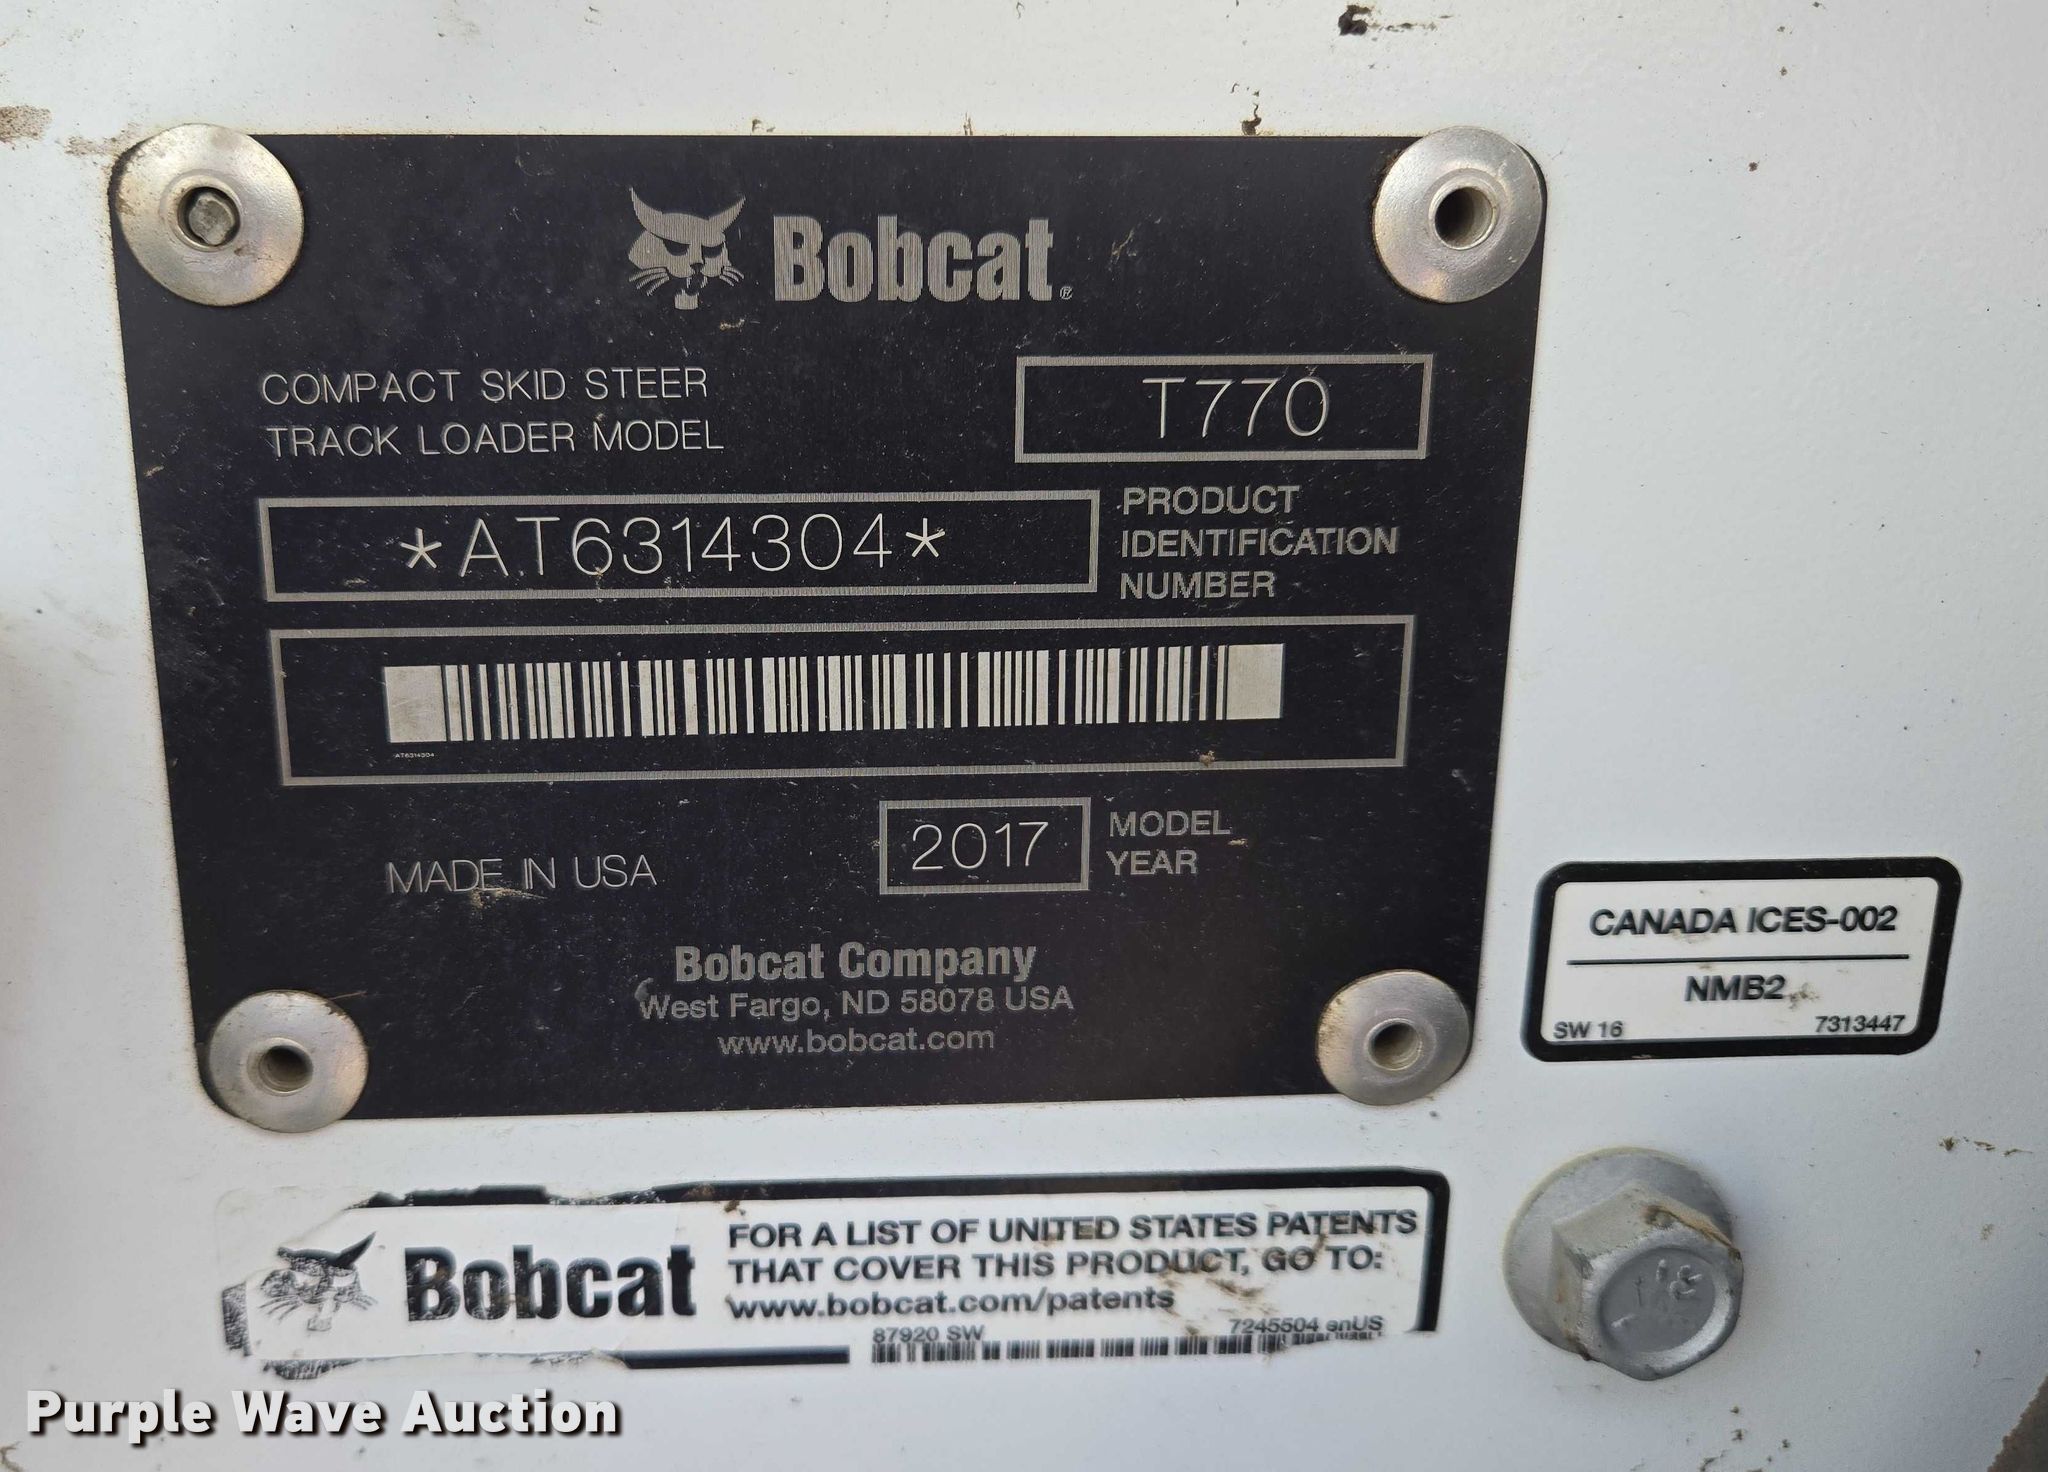 Bobcat®
COMPACT SKID STEER
TRACK LOADER MODEL
T770
*AT6314304*
PRODUCT
IDENTIFICATION
NUMBER
AT6314304
MADE IN USA
2017
MODEL
YEAR
Bobcat Company
West Fargo, ND 58078 USA
www.bobcat.com
CANADA ICES-002
NMB2
SW 16 7313447
Bobcat
FOR A LIST OF UNITED STATES PATENTS
THAT COVER THIS PRODUCT, GO TO:
www.bobcat.com/patents
87920 SW 7245504 enUS
Purple Wave Auction